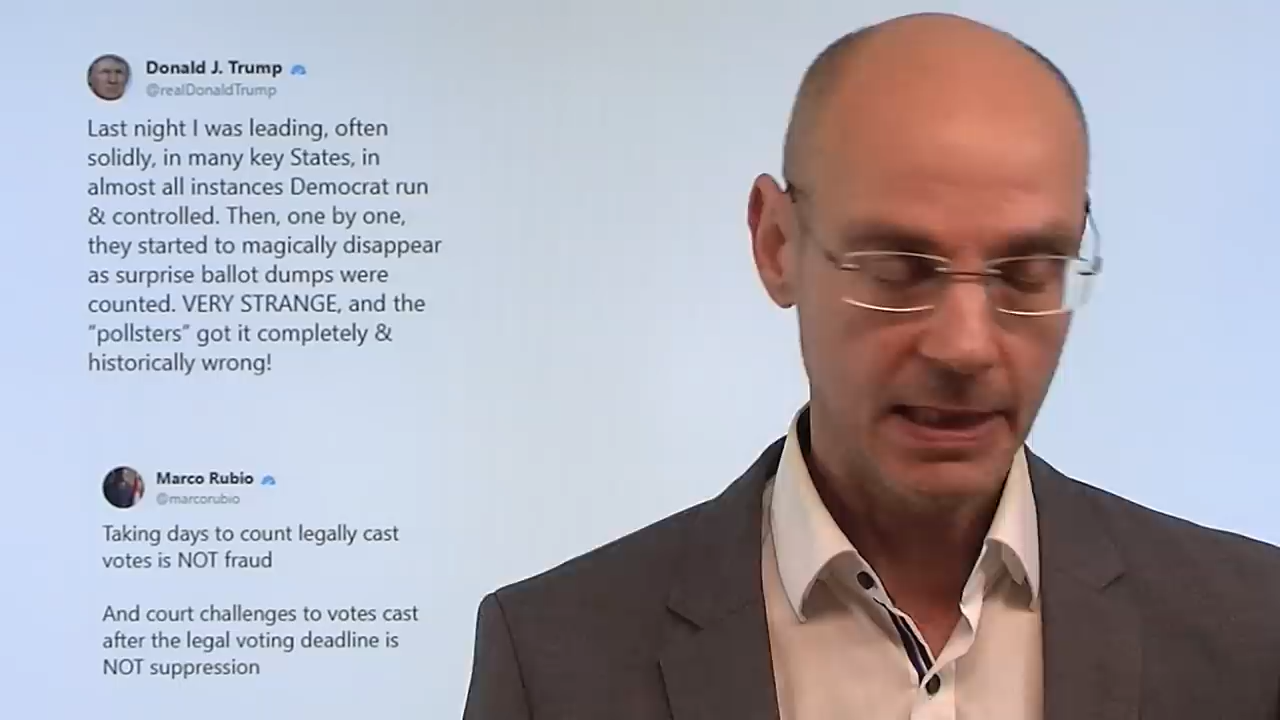 Donald J. Trump
@realDonaldTrump
Last night I was leading, often
solidly, in many key States, in
almost all instances Democrat run
& controlled. Then, one by one,
they started to magically disappear
as surprise ballot dumps were
counted. VERY STRANGE, and the
“pollsters” got it completely &
historically wrong!
Marco Rubio
@marcorubio
Taking days to count legally cast
votes is NOT fraud
And court challenges to votes cast
after the legal voting deadline is
NOT suppression